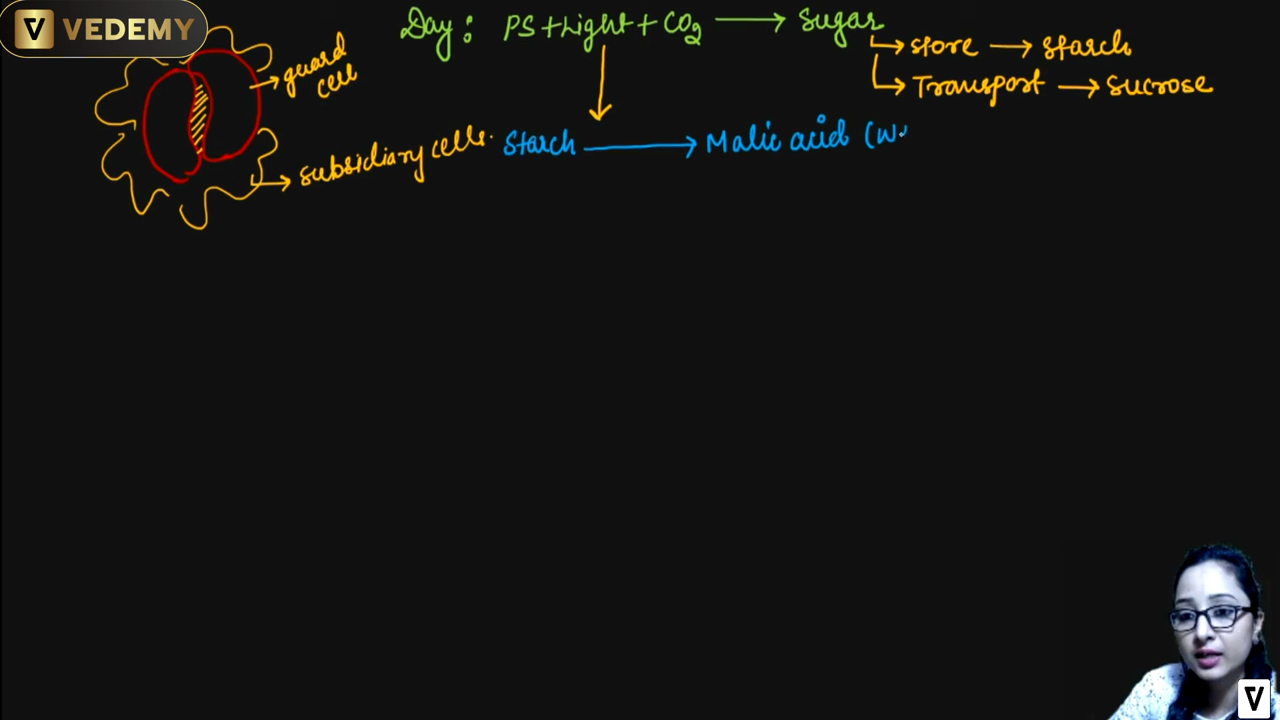 VEDEMY
Day: PS + Light + CO2 → Sugar
→ store → starch
→ Transport → Sucrose
guard cell
subsidiary cells.
Starch → Malic acid (w